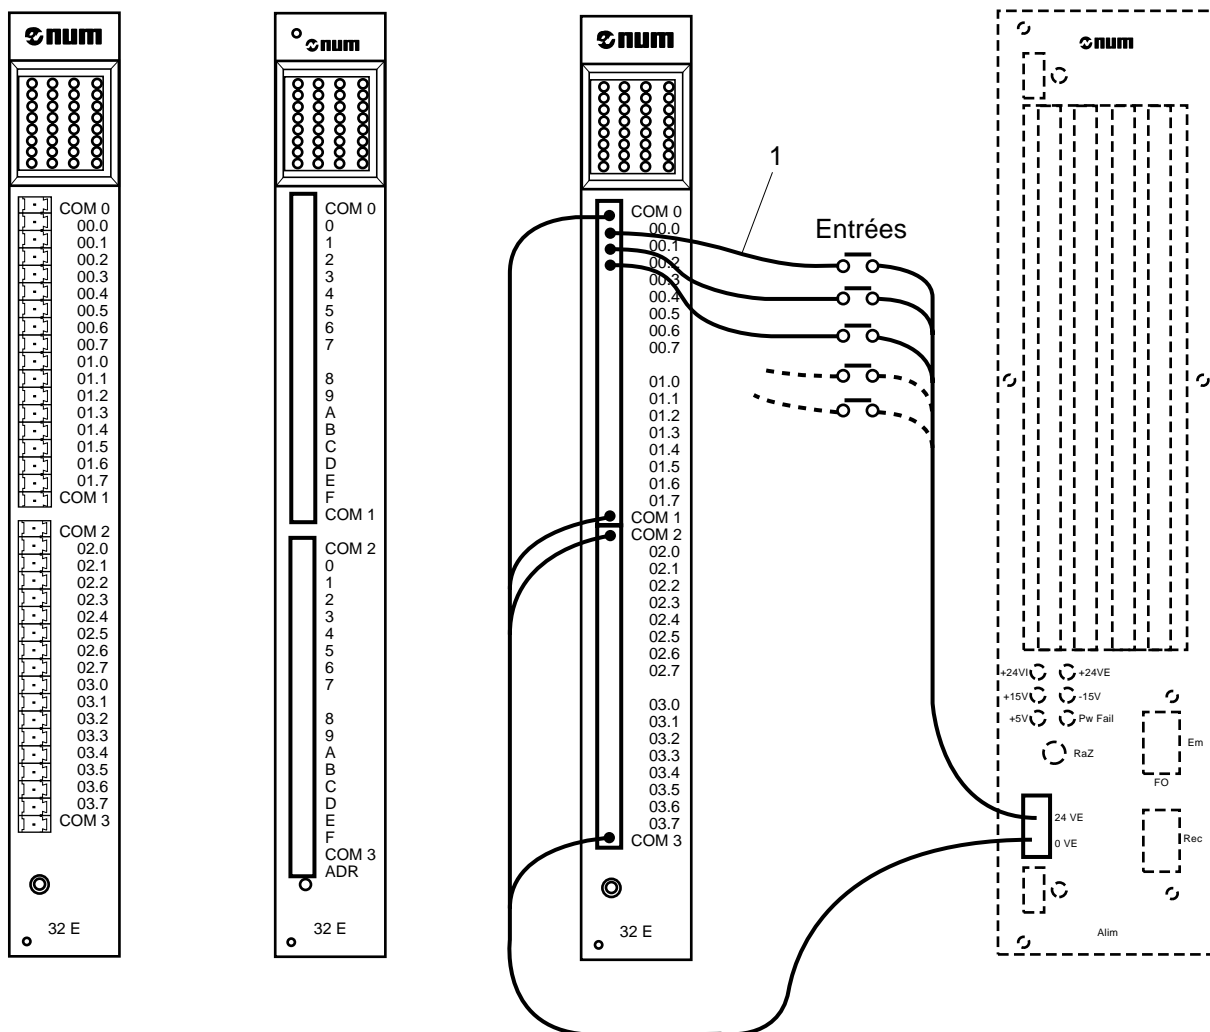 num
COM 0
00.0
00.1
00.2
00.3
00.4
00.5
00.6
00.7
01.0
01.1
01.2
01.3
01.4
01.5
01.6
01.7
COM 1
COM 2
02.0
02.1
02.2
02.3
02.4
02.5
02.6
02.7
03.0
03.1
03.2
03.3
03.4
03.5
03.6
03.7
COM 3
32 E
num
COM 0
0
1
2
3
4
5
6
7
8
9
A
B
C
D
E
F
COM 1
COM 2
0
1
2
3
4
5
6
7
8
9
A
B
C
D
E
F
COM 3
ADR
32 E
num
COM 0
00.0
00.1
00.2
00.3
00.4
00.5
00.6
00.7
01.0
01.1
01.2
01.3
01.4
01.5
01.6
01.7
COM 1
COM 2
02.0
02.1
02.2
02.3
02.4
02.5
02.6
02.7
03.0
03.1
03.2
03.3
03.4
03.5
03.6
03.7
COM 3
32 E
1
Entrées
num
+24VI +24VE
+15V -15V
+5V Pw Fail
RaZ
Em
FO
24 VE
0 VE
Rec
Alim